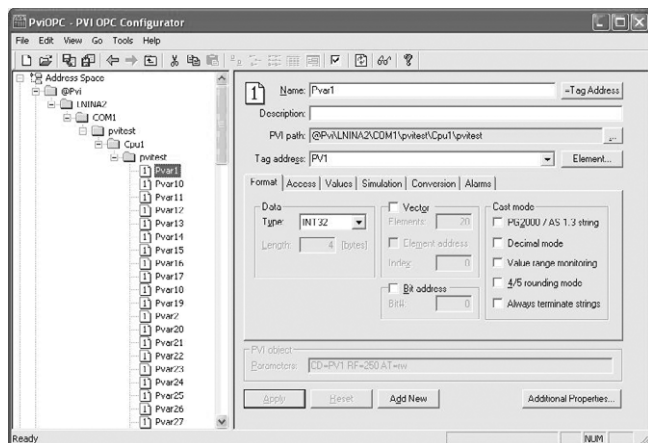 PviOPC - PVI OPC Configurator
File Edit View Go Tools Help
Address Space
@Pvi
LNINA2
COM1
pvitest
Cpu1
pvitest
Pvar1
Pvar10
Pvar11
Pvar12
Pvar13
Pvar14
Pvar15
Pvar16
Pvar17
Pvar18
Pvar19
Pvar2
Pvar20
Pvar21
Pvar22
Pvar23
Pvar24
Pvar25
Pvar26
Pvar27
Name: Pvar1 =Tag Address
Description:
PVI path: @Pvi\LNINA2\COM1\pvitest\Cpu1\pvitest ...
Tag address: PV1 Element...
Format Access Values Simulation Conversion Alarms
Data
Type: INT32
Length: 4 [bytes]
Vector
Elements: 20
Element address
Index: 0
Bit address
Bit#: 0
Cast mode
PG2000 / AS 1.3 string
Decimal mode
Value range monitoring
4/5 rounding mode
Always terminate strings
PVI object
Parameters: CD=PV1 RF=250 AT=rw
Apply Reset Add New Additional Properties...
Ready NUM